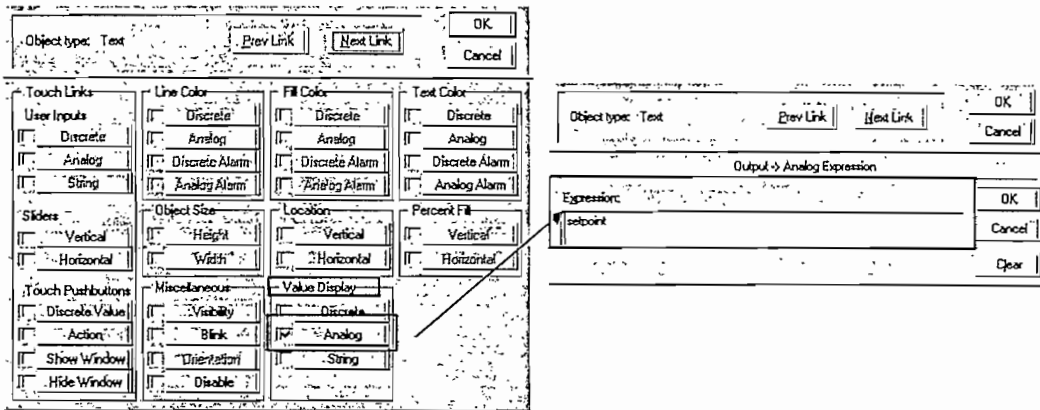 Object type: Text
Prev Link
Next Link
OK
Cancel
Touch Links
User Inputs
Discrete
Analog
String
Sliders
Vertical
Horizontal
Touch Pushbuttons
Discrete Value
Action
Show Window
Hide Window
Line Color
Discrete
Analog
Discrete Alarm
Analog Alarm
Object Size
Height
Width
Miscellaneous
Visibility
Blink
Orientation
Disable
Fill Color
Discrete
Analog
Discrete Alarm
Analog Alarm
Location
Vertical
Horizontal
Value Display
Discrete
Analog
String
Text Color
Discrete
Analog
Discrete Alarm
Analog Alarm
Percent Fill
Vertical
Horizontal
Object type: Text
Prev Link
Next Link
OK
Cancel
Output -> Analog Expression
Expression:
setpoint
OK
Cancel
Clear